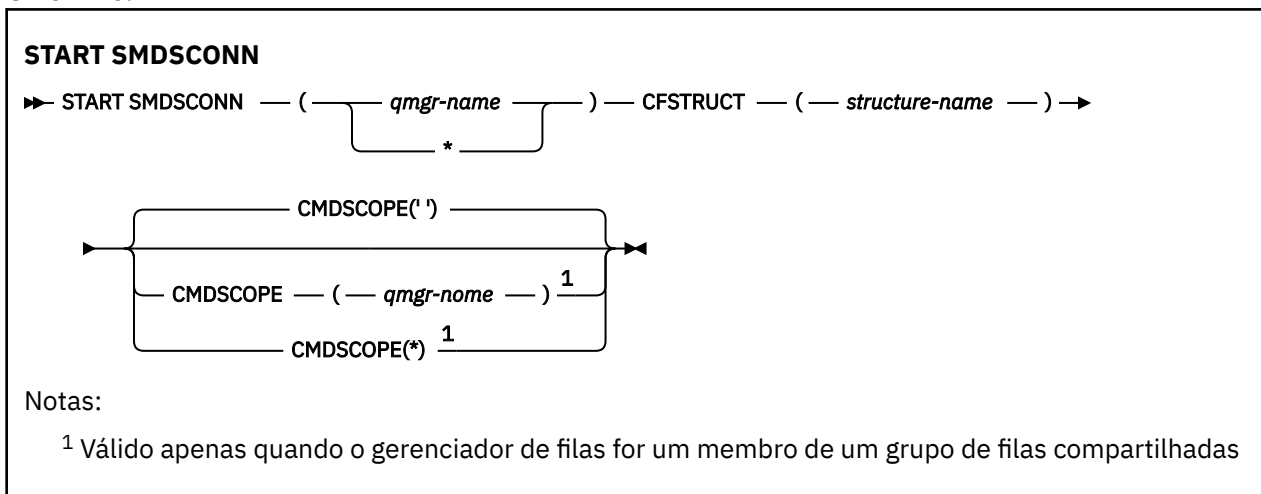 START SMDSCONN
START SMDSCONN ( qmgr-name ) CFSTRUCT ( structure-name )
*
CMDSCOPE(' ')
CMDSCOPE ( qmgr-nome ) 1
CMDSCOPE(*) 1
Notas:
1 Válido apenas quando o gerenciador de filas for um membro de um grupo de filas compartilhadas